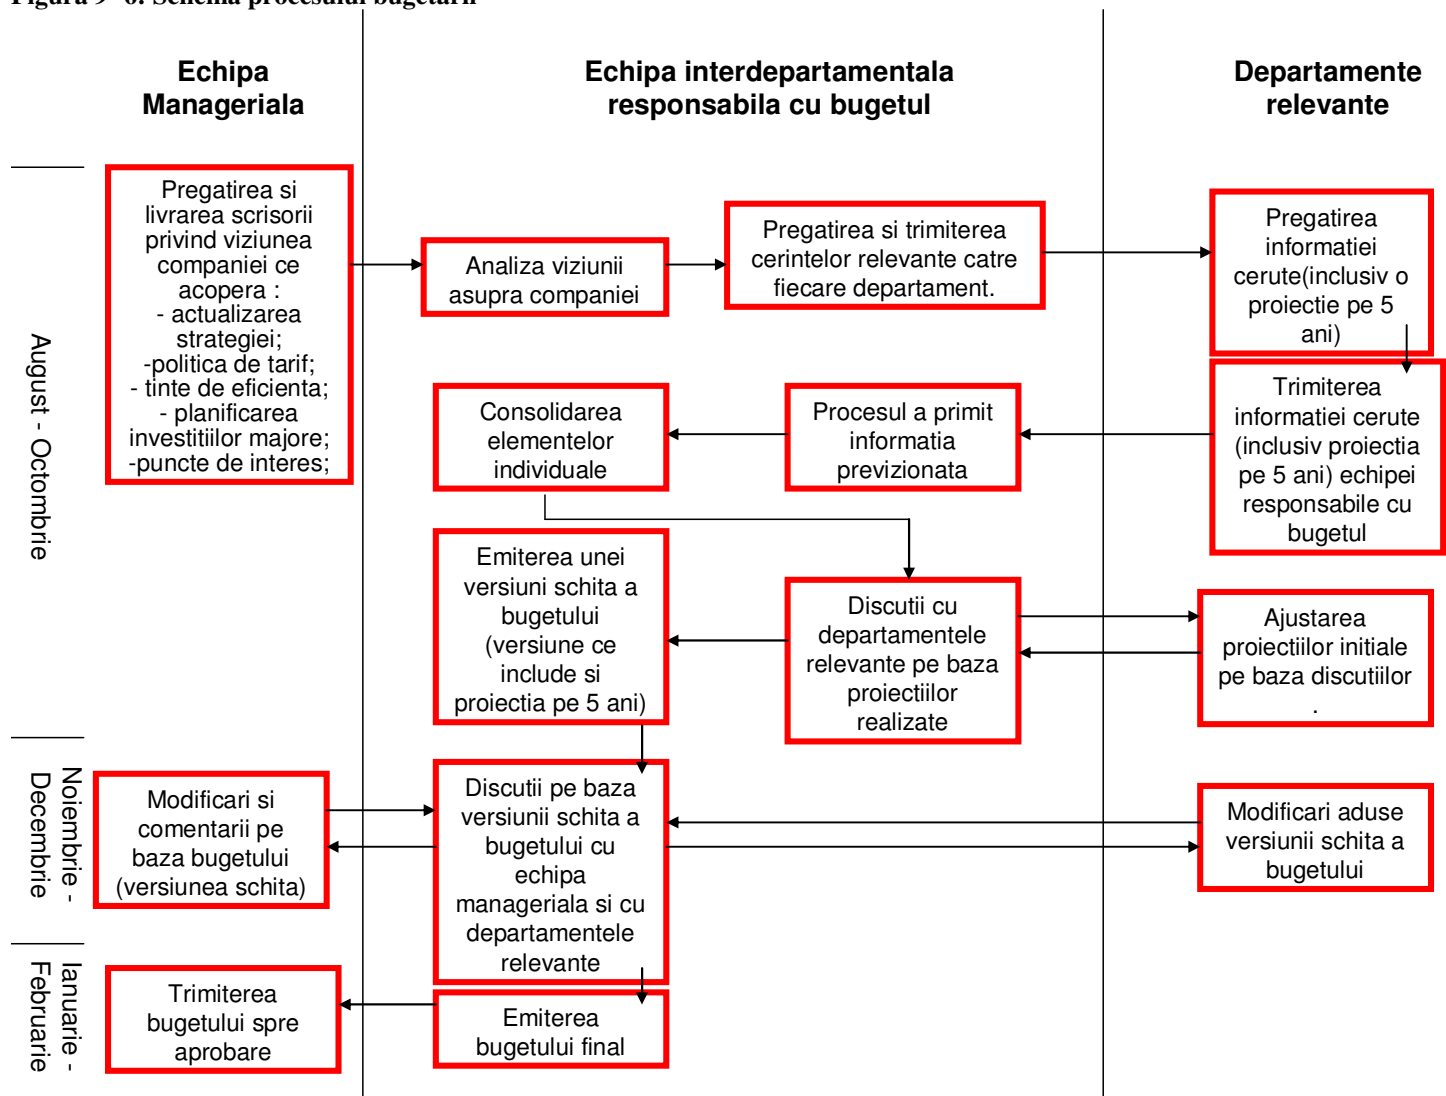 Figura 9- 6: Schema procesului bugetarii
Echipa
Manageriala
Echipa interdepartamentala
responsabila cu bugetul
Departamente
relevante
August - Octombrie
Pregatirea si
livrarea scrisorii
privind viziunea
companiei ce
acopera :
- actualizarea
strategiei;
-politica de tarif;
- tinte de eficienta;
- planificarea
investitiilor majore;
-puncte de interes;
Analiza viziunii
asupra companiei
Pregatirea si trimiterea
cerintelor relevante catre
fiecare departament.
Pregatirea
informatiei
cerute(inclusiv o
proiectie pe 5
ani)
Trimiterea
informatiei cerute
(inclusiv proiectia
pe 5 ani) echipei
responsabile cu
bugetul
Procesul a primit
informatia
previzionata
Consolidarea
elementelor
individuale
Emiterea unei
versiuni schita a
bugetului
(versiune ce
include si
proiectia pe 5 ani)
Discutii cu
departamentele
relevante pe baza
proiectiilor
realizate
Ajustarea
proiectiilor initiale
pe baza discutiilor
.
Noiembrie -
Decembrie
Modificari si
comentarii pe
baza bugetului
(versiunea schita)
Discutii pe baza
versiunii schita a
bugetului cu
echipa
manageriala si cu
departamentele
relevante
Modificari aduse
versiunii schita a
bugetului
Ianuarie -
Februarie
Trimiterea
bugetului spre
aprobare
Emiterea
bugetului final